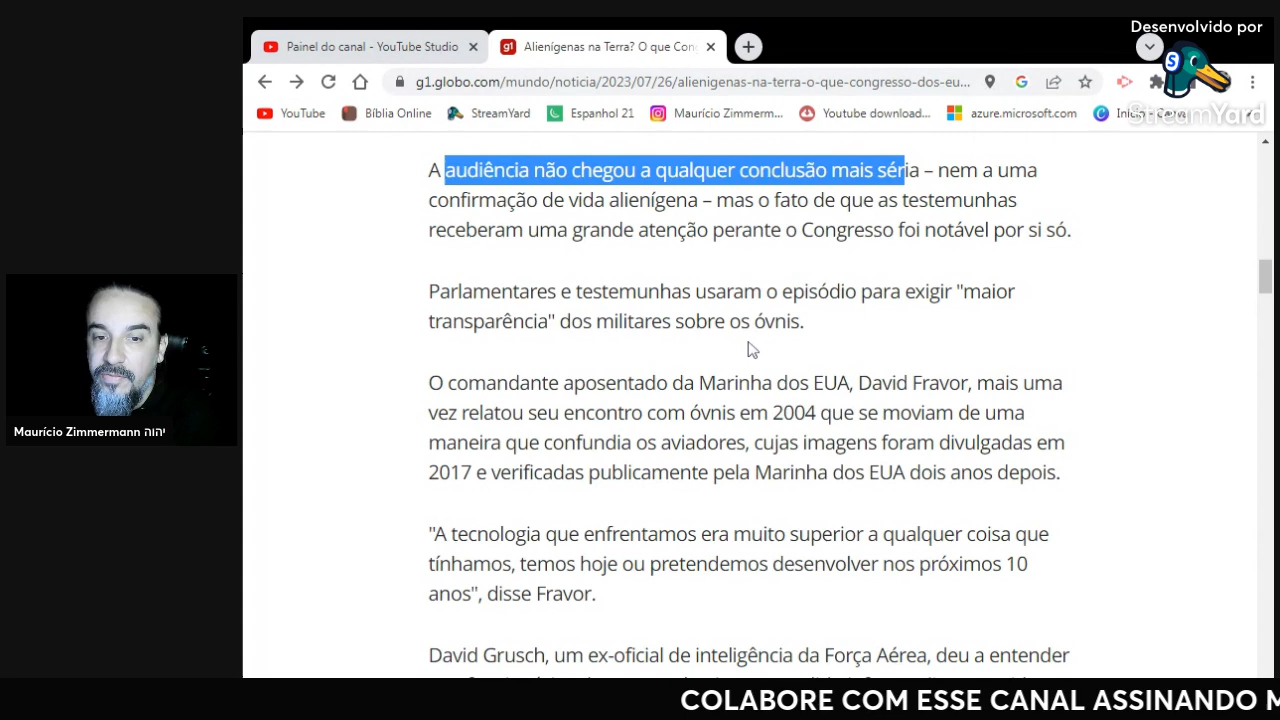 Desenvolvido por
Painel do canal - YouTube Studio
Alienígenas na Terra? O que Con
g1.globo.com/mundo/noticia/2023/07/26/alienigenas-na-terra-o-que-congresso-dos-eu...
StreamYard
YouTube
Bíblia Online
StreamYard
Espanhol 21
Maurício Zimmerm...
Youtube download...
azure.microsoft.com
A audiência não chegou a qualquer conclusão mais séria – nem a uma
confirmação de vida alienígena – mas o fato de que as testemunhas
receberam uma grande atenção perante o Congresso foi notável por si só.
Parlamentares e testemunhas usaram o episódio para exigir "maior
transparência" dos militares sobre os óvnis.
O comandante aposentado da Marinha dos EUA, David Fravor, mais uma
vez relatou seu encontro com óvnis em 2004 que se moviam de uma
maneira que confundia os aviadores, cujas imagens foram divulgadas em
2017 e verificadas publicamente pela Marinha dos EUA dois anos depois.
"A tecnologia que enfrentamos era muito superior a qualquer coisa que
tínhamos, temos hoje ou pretendemos desenvolver nos próximos 10
anos", disse Fravor.
David Grusch, um ex-oficial de inteligência da Força Aérea, deu a entender
Maurício Zimmermann יהוה
COLABORE COM ESSE CANAL ASSINANDO M